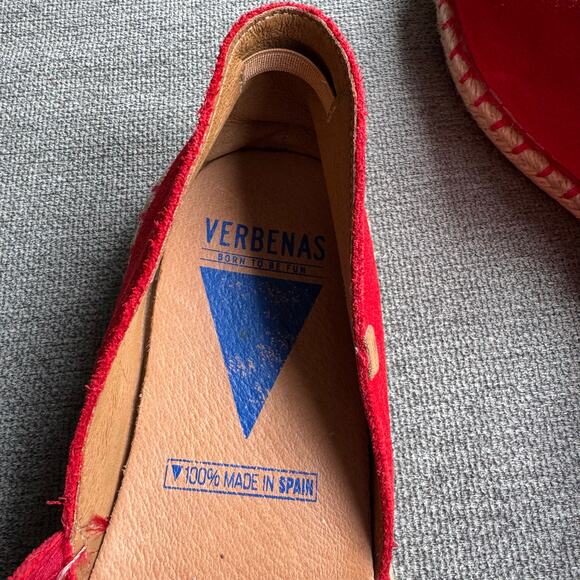 VERBENAS
BORN TO BE FUN
100% MADE IN SPAIN